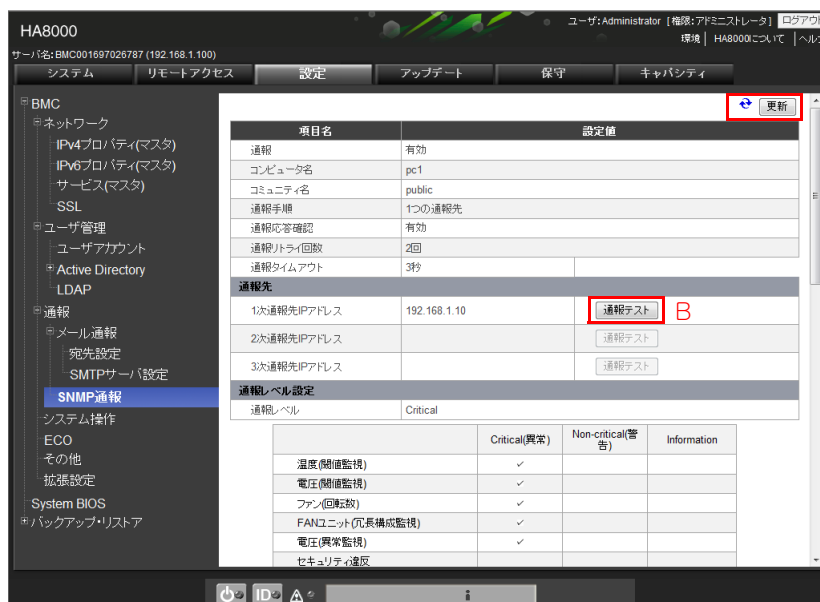 HA8000
ユーザ:Administrator [権限:アドミニストレータ] ログアウト
環境 | HA8000について | ヘル
サーバ名:BMC001697026787 (192.168.1.100)
システム リモートアクセス 設定 アップデート 保守 キャパシティ
BMC
ネットワーク
IPv4プロパティ(マスタ)
IPv6プロパティ(マスタ)
サービス(マスタ)
SSL
ユーザ管理
ユーザアカウント
Active Directory
LDAP
通報
メール通報
宛先設定
SMTPサーバ設定
SNMP通報
システム操作
ECO
その他
拡張設定
System BIOS
バックアップ・リストア
更新
項目名 設定値
通報 有効
コンピュータ名 pc1
コミュニティ名 public
通報手順 1つの通報先
通報応答確認 有効
通報リトライ回数 2回
通報タイムアウト 3秒
通報先
1次通報先IPアドレス 192.168.1.10 通報テスト B
2次通報先IPアドレス 通報テスト
3次通報先IPアドレス 通報テスト
通報レベル設定
通報レベル Critical
Critical(異常) Non-critical(警告) Information
温度(閾値監視) ✓
電圧(閾値監視) ✓
ファン(回転数) ✓
FANユニット(冗長構成監視) ✓
電圧(異常監視) ✓
セキュリティ違反
ID